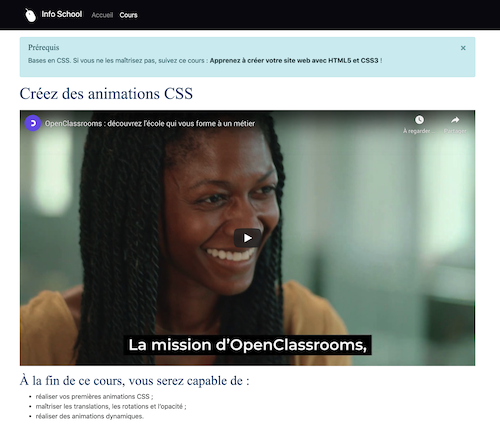 Info School Accueil Cours
Prérequis ×
Bases en CSS. Si vous ne les maîtrisez pas, suivez ce cours : Apprenez à créer votre site web avec HTML5 et CSS3 !
Créez des animations CSS
OpenClassrooms : découvrez l'école qui vous forme à un métier
À regarder
La mission d'OpenClassrooms,
À la fin de ce cours, vous serez capable de :
réaliser vos premières animations CSS ;
maîtriser les translations, les rotations et l'opacité ;
réaliser des animations dynamiques.